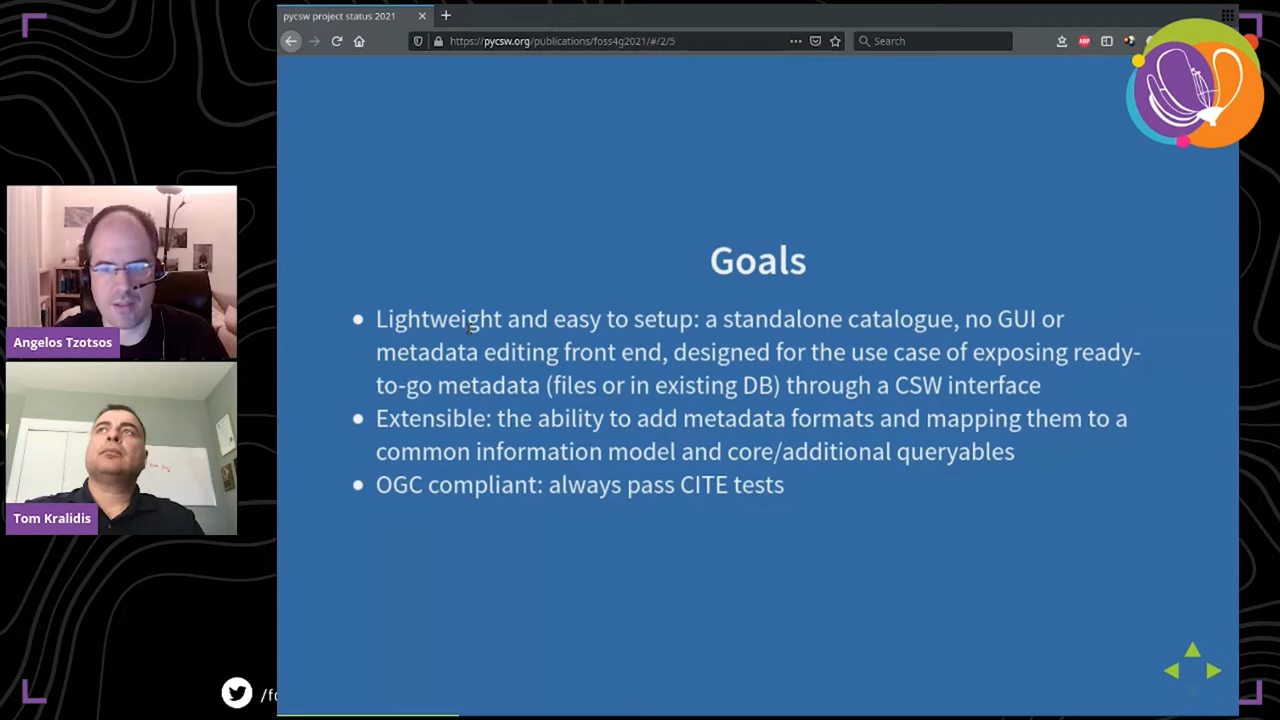 pycsw project status 2021
https://pycsw.org/publications/foss4g2021/#/2/5
Search
ABP
Goals
Lightweight and easy to setup: a standalone catalogue, no GUI or
metadata editing front end, designed for the use case of exposing ready-
to-go metadata (files or in existing DB) through a CSW interface
Extensible: the ability to add metadata formats and mapping them to a
common information model and core/additional queryables
OGC compliant: always pass CITE tests
Angelos Tzotsos
Tom Kralidis
/fo